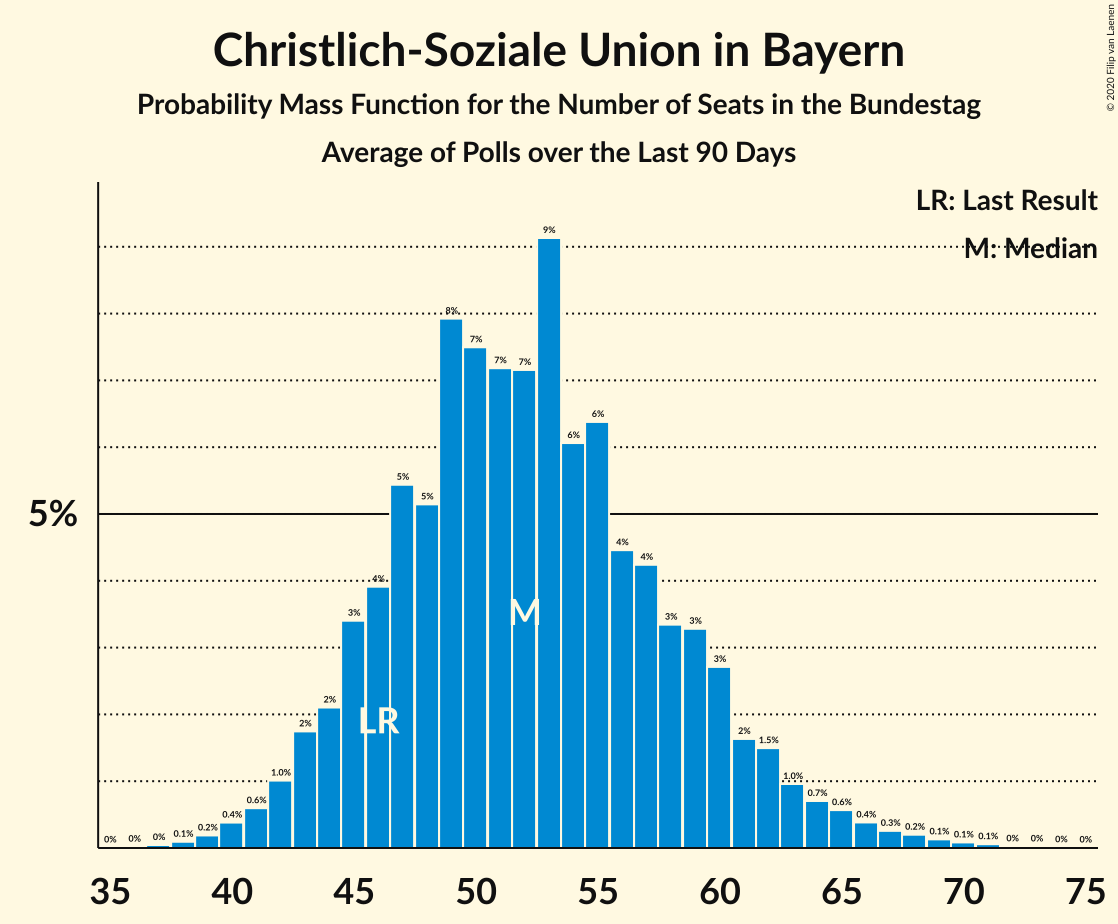 Christlich-Soziale Union in Bayern
Probability Mass Function for the Number of Seats in the Bundestag
Average of Polls over the Last 90 Days
© 2020 Filip van Laenen
LR: Last Result
M: Median
5%
0% 0% 0% 0.1% 0.2% 0.4% 0.6% 1.0% 2% 2% 3% 4% 5% 5% 8% 7% 7% 7% 9% 6% 6% 4% 4% 3% 3% 3% 2% 1.5% 1.0% 0.7% 0.6% 0.4% 0.3% 0.2% 0.1% 0.1% 0.1% 0% 0% 0% 0%
M
LR
35 40 45 50 55 60 65 70 75